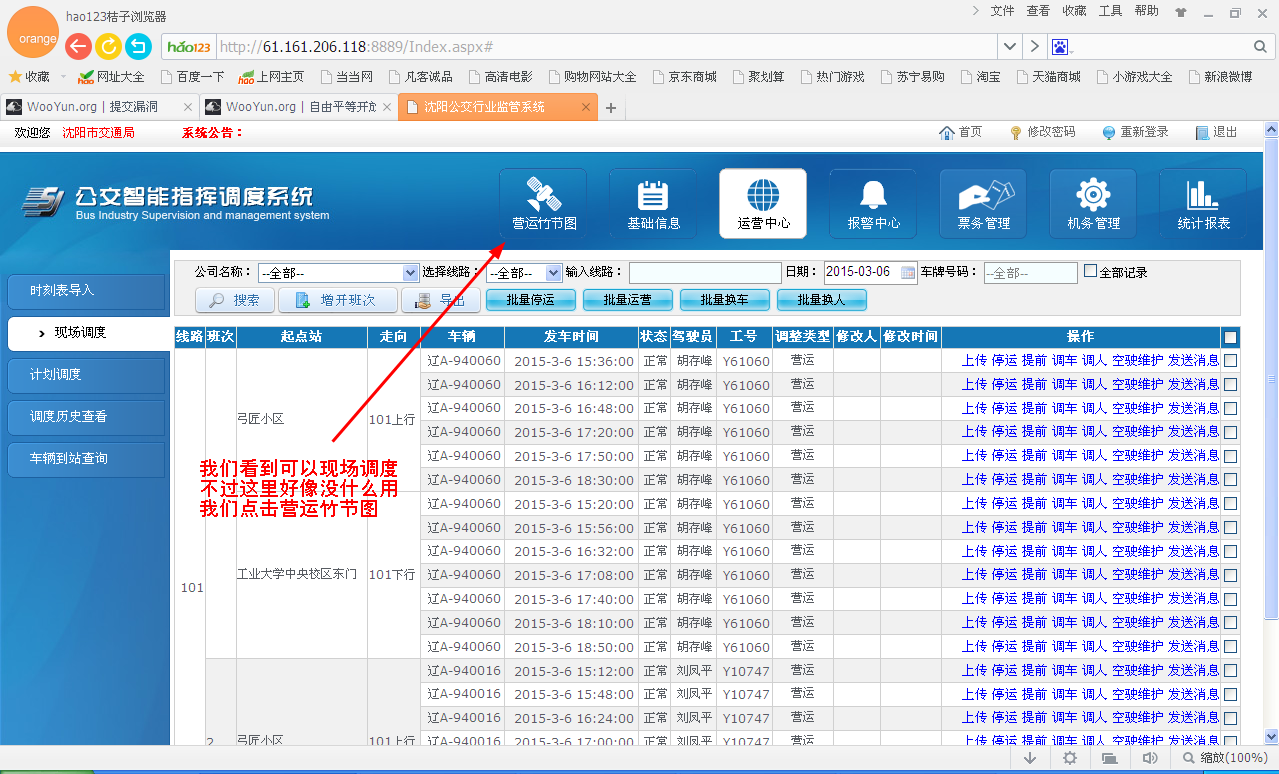 hao123桔子浏览器
文件 查看 收藏 工具 帮助
orange
hao123 http://61.161.206.118:8889/Index.aspx#
收藏 网址大全 百度一下 上网主页 当当网 凡客诚品 高清电影 购物网站大全 京东商城 聚划算 热门游戏 苏宁易购 淘宝 天猫商城 小游戏大全 新浪微博
WooYun.org | 提交漏洞 WooYun.org | 自由平等开放 沈阳公交行业监管系统
欢迎您 沈阳市交通局 系统公告： 首页 修改密码 重新登录 退出
公交智能指挥调度系统
Bus Industry Supervision and management system
营运竹节图 基础信息 运营中心 报警中心 票务管理 机务管理 统计报表
时刻表导入
现场调度
计划调度
调度历史查看
车辆到站查询
公司名称： --全部-- 选择线路： --全部-- 输入线路： 日期： 2015-03-06 车牌号码： --全部-- 全部记录
搜索 增开班次 导出 批量停运 批量运营 批量换车 批量换人
线路 班次 起点站 走向 车辆 发车时间 状态 驾驶员 工号 调整类型 修改人 修改时间 操作
辽A-940060 2015-3-6 15:36:00 正常 胡存峰 Y61060 营运 上传 停运 提前 调车 调人 空驶维护 发送消息
辽A-940060 2015-3-6 16:12:00 正常 胡存峰 Y61060 营运 上传 停运 提前 调车 调人 空驶维护 发送消息
辽A-940060 2015-3-6 16:48:00 正常 胡存峰 Y61060 营运 上传 停运 提前 调车 调人 空驶维护 发送消息
弓匠小区 101上行
辽A-940060 2015-3-6 17:20:00 正常 胡存峰 Y61060 营运 上传 停运 提前 调车 调人 空驶维护 发送消息
辽A-940060 2015-3-6 17:50:00 正常 胡存峰 Y61060 营运 上传 停运 提前 调车 调人 空驶维护 发送消息
辽A-940060 2015-3-6 18:30:00 正常 胡存峰 Y61060 营运 上传 停运 提前 调车 调人 空驶维护 发送消息
我们看到可以现场调度
不过这里好像没什么用
我们点击营运竹节图
辽A-940060 2015-3-6 15:20:00 正常 胡存峰 Y61060 营运 上传 停运 提前 调车 调人 空驶维护 发送消息
辽A-940060 2015-3-6 15:56:00 正常 胡存峰 Y61060 营运 上传 停运 提前 调车 调人 空驶维护 发送消息
辽A-940060 2015-3-6 16:32:00 正常 胡存峰 Y61060 营运 上传 停运 提前 调车 调人 空驶维护 发送消息
101 工业大学中央校区东门 101下行 辽A-940060 2015-3-6 17:08:00 正常 胡存峰 Y61060 营运 上传 停运 提前 调车 调人 空驶维护 发送消息
辽A-940060 2015-3-6 17:40:00 正常 胡存峰 Y61060 营运 上传 停运 提前 调车 调人 空驶维护 发送消息
辽A-940060 2015-3-6 18:10:00 正常 胡存峰 Y61060 营运 上传 停运 提前 调车 调人 空驶维护 发送消息
辽A-940060 2015-3-6 18:50:00 正常 胡存峰 Y61060 营运 上传 停运 提前 调车 调人 空驶维护 发送消息
辽A-940016 2015-3-6 15:12:00 正常 刘凤平 Y10747 营运 上传 停运 提前 调车 调人 空驶维护 发送消息
辽A-940016 2015-3-6 15:48:00 正常 刘凤平 Y10747 营运 上传 停运 提前 调车 调人 空驶维护 发送消息
辽A-940016 2015-3-6 16:24:00 正常 刘凤平 Y10747 营运 上传 停运 提前 调车 调人 空驶维护 发送消息
2 弓匠小区 101上行 辽A-940016 2015-3-6 17:00:00 正常 刘凤平 Y10747 营运 上传 停运 提前 调车 调人 空驶维护 发送消息
缩放(100%)